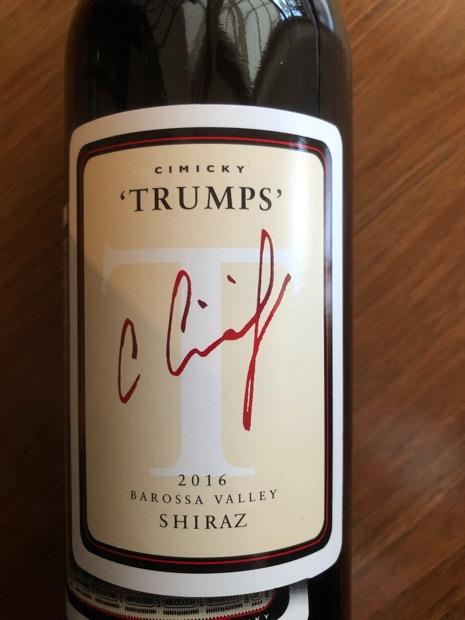 CIMICKY
'TRUMPS'
T
2016
BAROSSA VALLEY
SHIRAZ